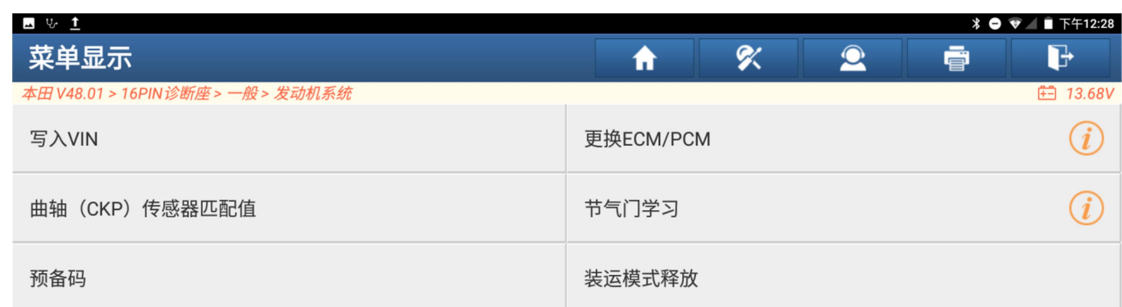 下午12:28
菜单显示
本田 V48.01 > 16PIN诊断座 > 一般 > 发动机系统 13.68V
写入VIN 更换ECM/PCM
曲轴（CKP）传感器匹配值 节气门学习
预备码 装运模式释放